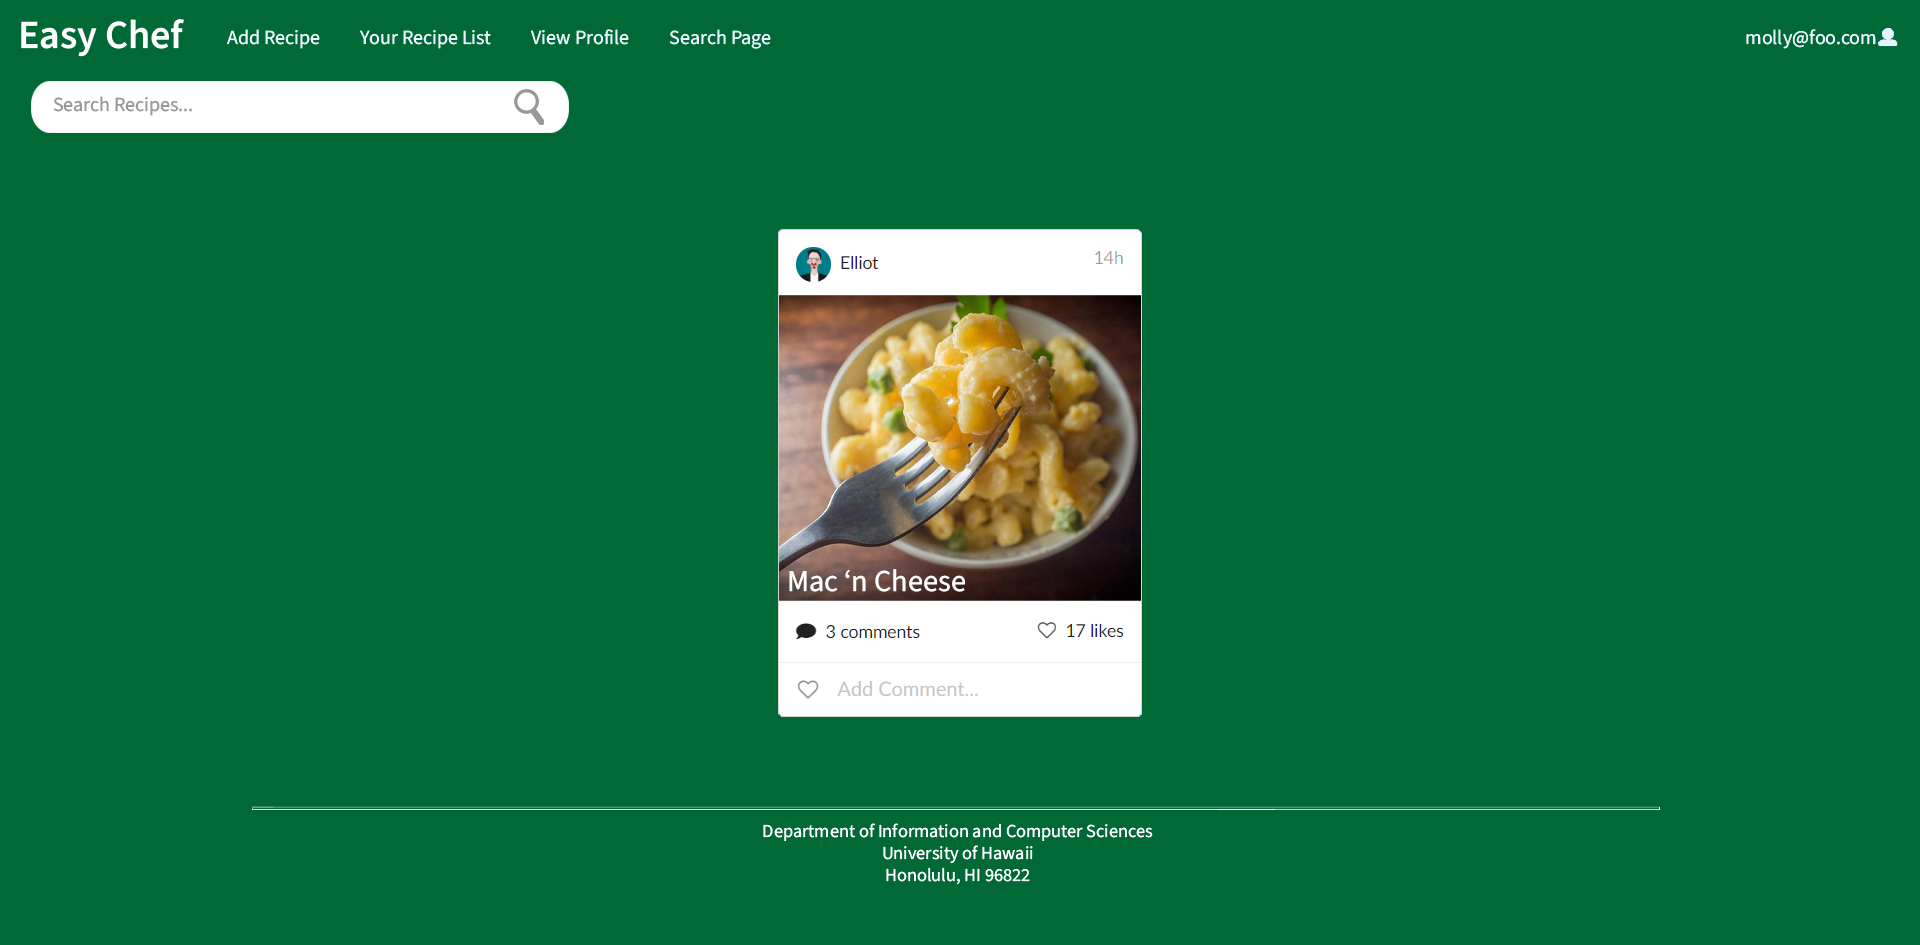 Easy Chef Add Recipe Your Recipe List View Profile Search Page molly@foo.com
Search Recipes...
Elliot 14h
Mac ‘n Cheese
3 comments 17 likes
Add Comment...
Department of Information and Computer Sciences
University of Hawaii
Honolulu, HI 96822